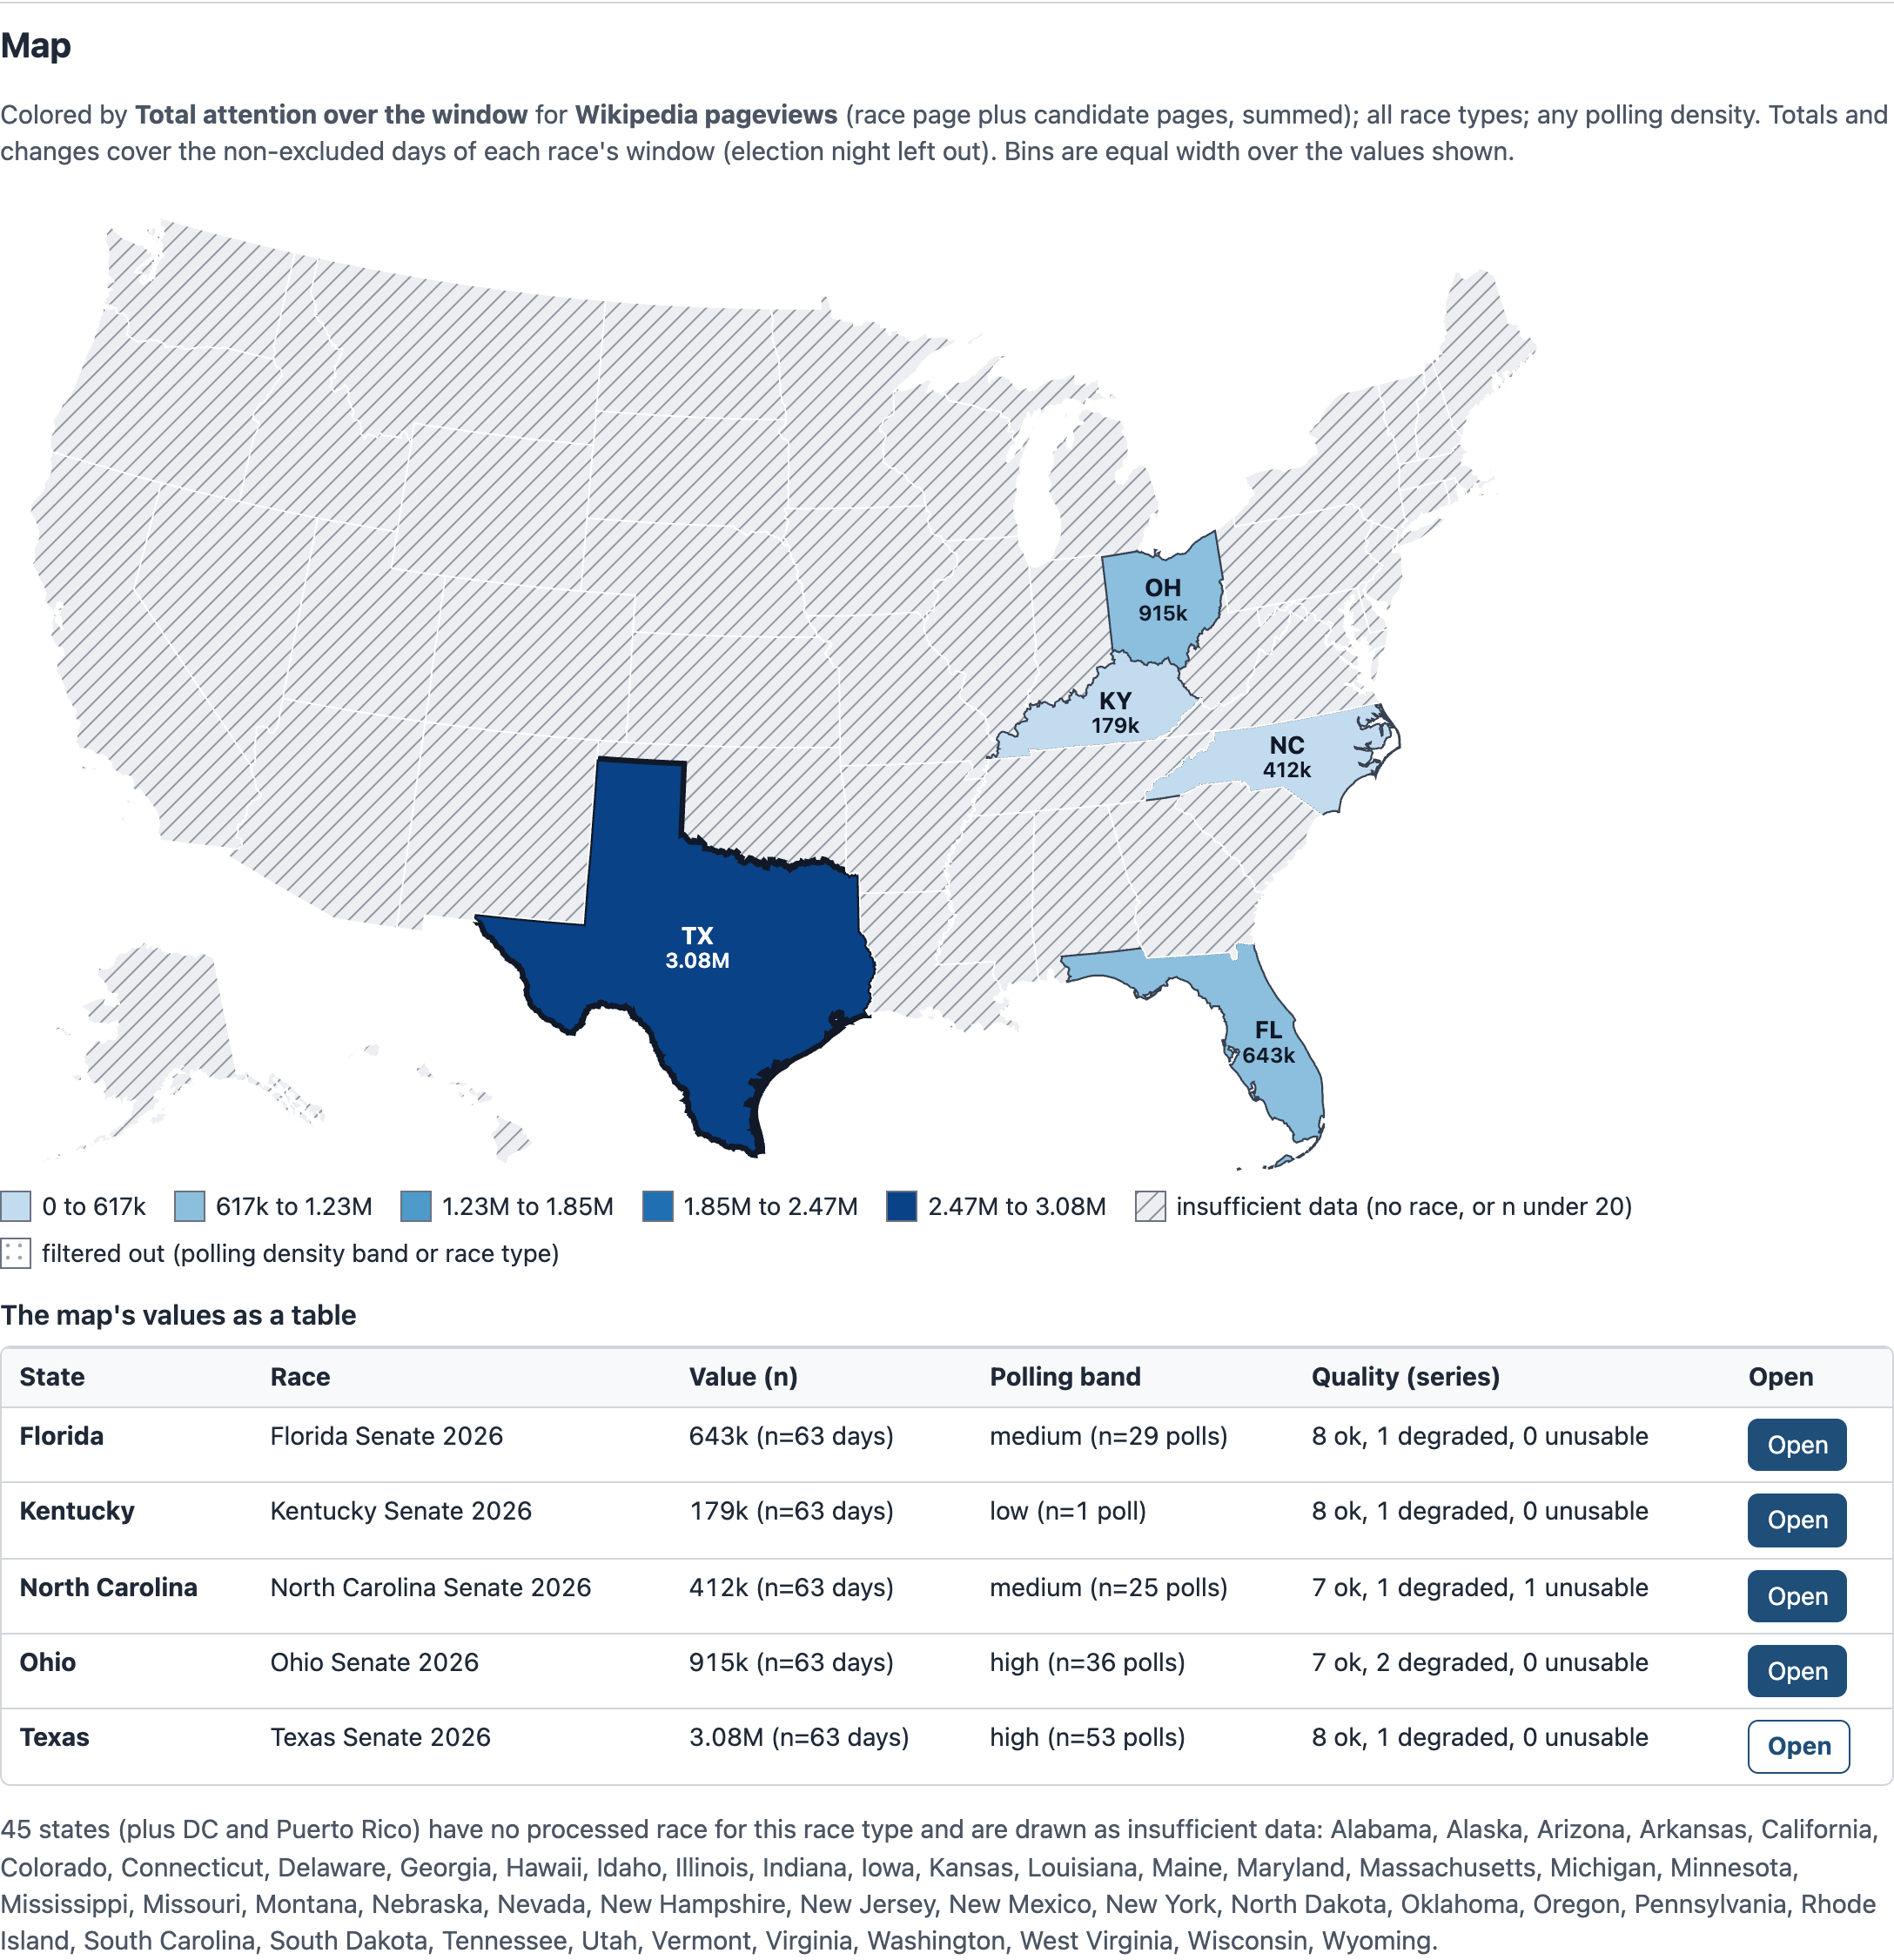 Map
Colored by Total attention over the window for Wikipedia pageviews (race page plus candidate pages, summed); all race types; any polling density. Totals and
changes cover the non-excluded days of each race's window (election night left out). Bins are equal width over the values shown.
OH
915k
KY
179k
NC
412k
TX
3.08M
FL
643k
0 to 617k 617k to 1.23M 1.23M to 1.85M 1.85M to 2.47M 2.47M to 3.08M insufficient data (no race, or n under 20)
filtered out (polling density band or race type)
The map's values as a table
State Race Value (n) Polling band Quality (series) Open
Florida Florida Senate 2026 643k (n=63 days) medium (n=29 polls) 8 ok, 1 degraded, 0 unusable Open
Kentucky Kentucky Senate 2026 179k (n=63 days) low (n=1 poll) 8 ok, 1 degraded, 0 unusable Open
North Carolina North Carolina Senate 2026 412k (n=63 days) medium (n=25 polls) 7 ok, 1 degraded, 1 unusable Open
Ohio Ohio Senate 2026 915k (n=63 days) high (n=36 polls) 7 ok, 2 degraded, 0 unusable Open
Texas Texas Senate 2026 3.08M (n=63 days) high (n=53 polls) 8 ok, 1 degraded, 0 unusable Open
45 states (plus DC and Puerto Rico) have no processed race for this race type and are drawn as insufficient data: Alabama, Alaska, Arizona, Arkansas, California,
Colorado, Connecticut, Delaware, Georgia, Hawaii, Idaho, Illinois, Indiana, Iowa, Kansas, Louisiana, Maine, Maryland, Massachusetts, Michigan, Minnesota,
Mississippi, Missouri, Montana, Nebraska, Nevada, New Hampshire, New Jersey, New Mexico, New York, North Dakota, Oklahoma, Oregon, Pennsylvania, Rhode
Island, South Carolina, South Dakota, Tennessee, Utah, Vermont, Virginia, Washington, West Virginia, Wisconsin, Wyoming.